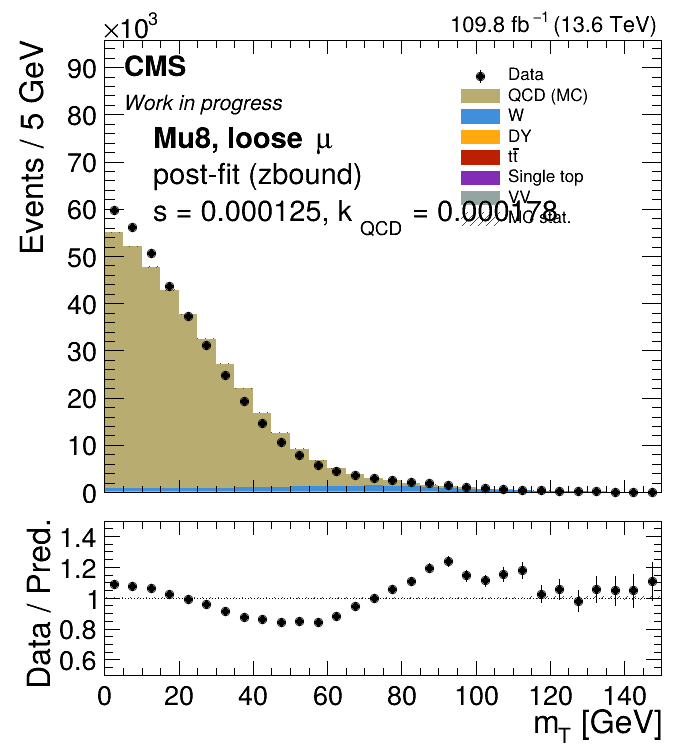 ×10³
109.8 fb⁻¹ (13.6 TeV)
Events / 5 GeV
90
80
70
60
50
40
30
20
10
0
CMS
Work in progress
Mu8, loose μ
post-fit (zbound)
s = 0.000125, k QCD = 0.000178
Data
QCD (MC)
W
DY
tt̄
Single top
VV
MC stat.
Data / Pred.
1.4
1.2
1
0.8
0.6
0 20 40 60 80 100 120 140
m_T [GeV]